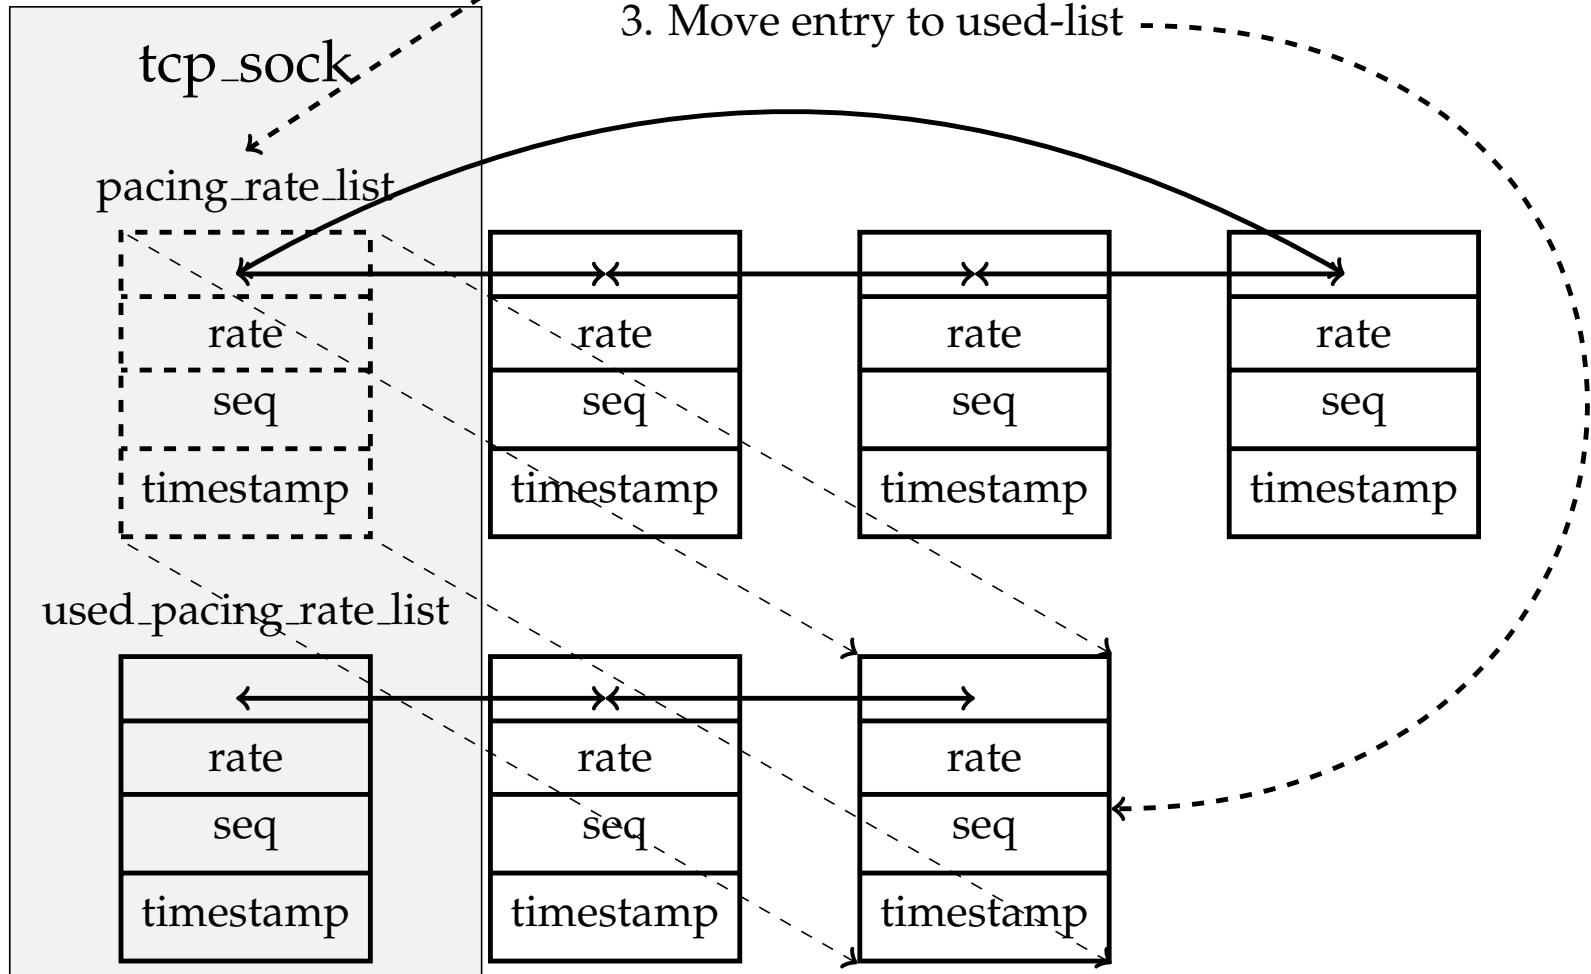 3. Move entry to used-list
tcp_sock
pacing_rate_list
rate rate rate rate
seq seq seq seq
timestamp timestamp timestamp timestamp
used_pacing_rate_list
rate rate rate
seq seq seq
timestamp timestamp timestamp